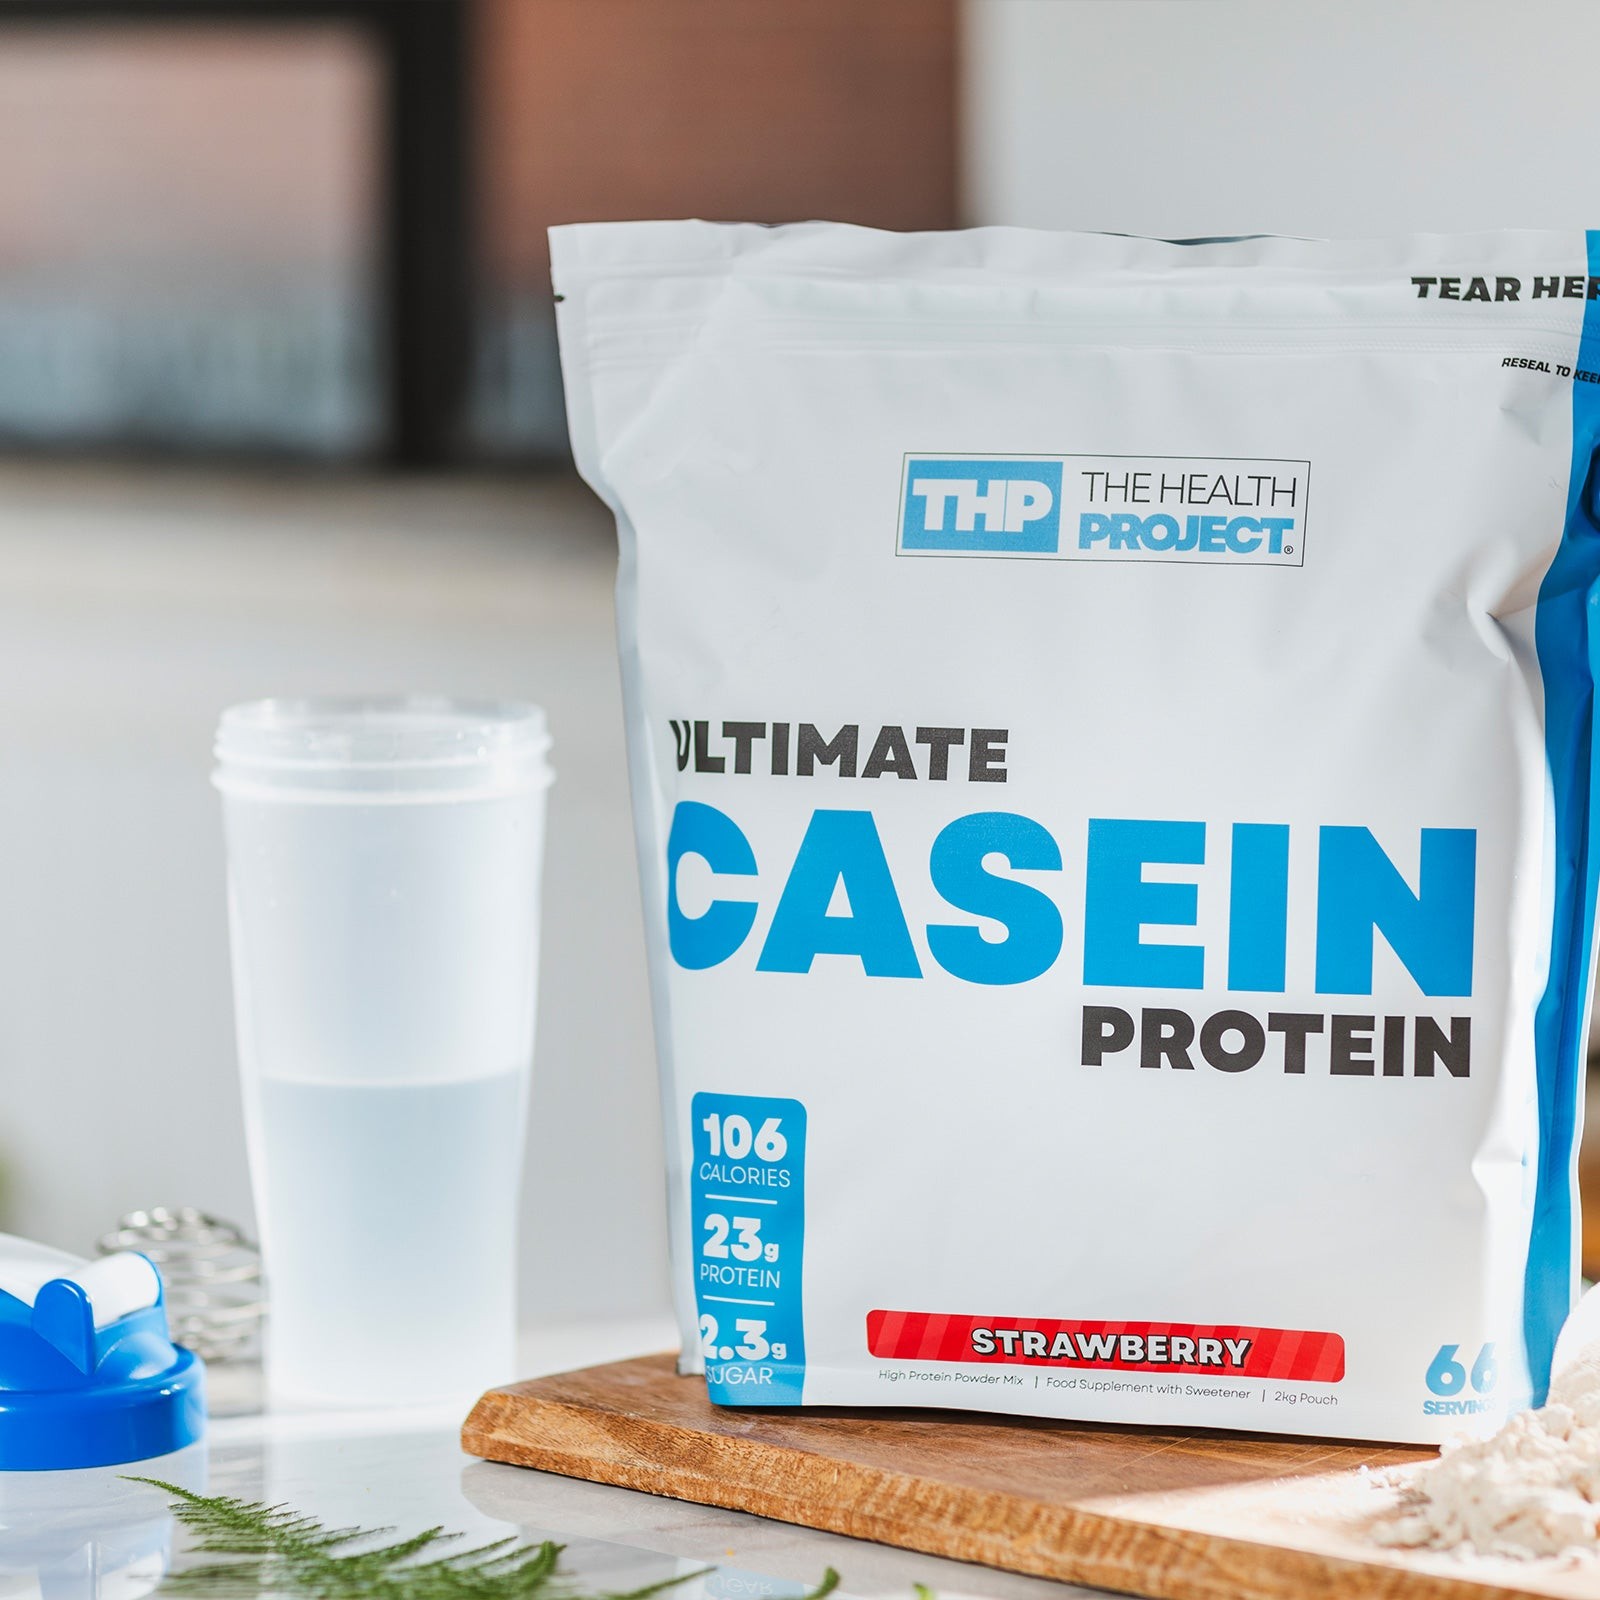 TEAR HER
RESEAL TO KEE
THP THE HEALTH
PROJECT®
ULTIMATE
CASEIN
PROTEIN
106
CALORIES
23g
PROTEIN
2.3g
SUGAR
STRAWBERRY
High Protein Powder Mix | Food Supplement with Sweetener | 2kg Pouch
66
SERVINGS